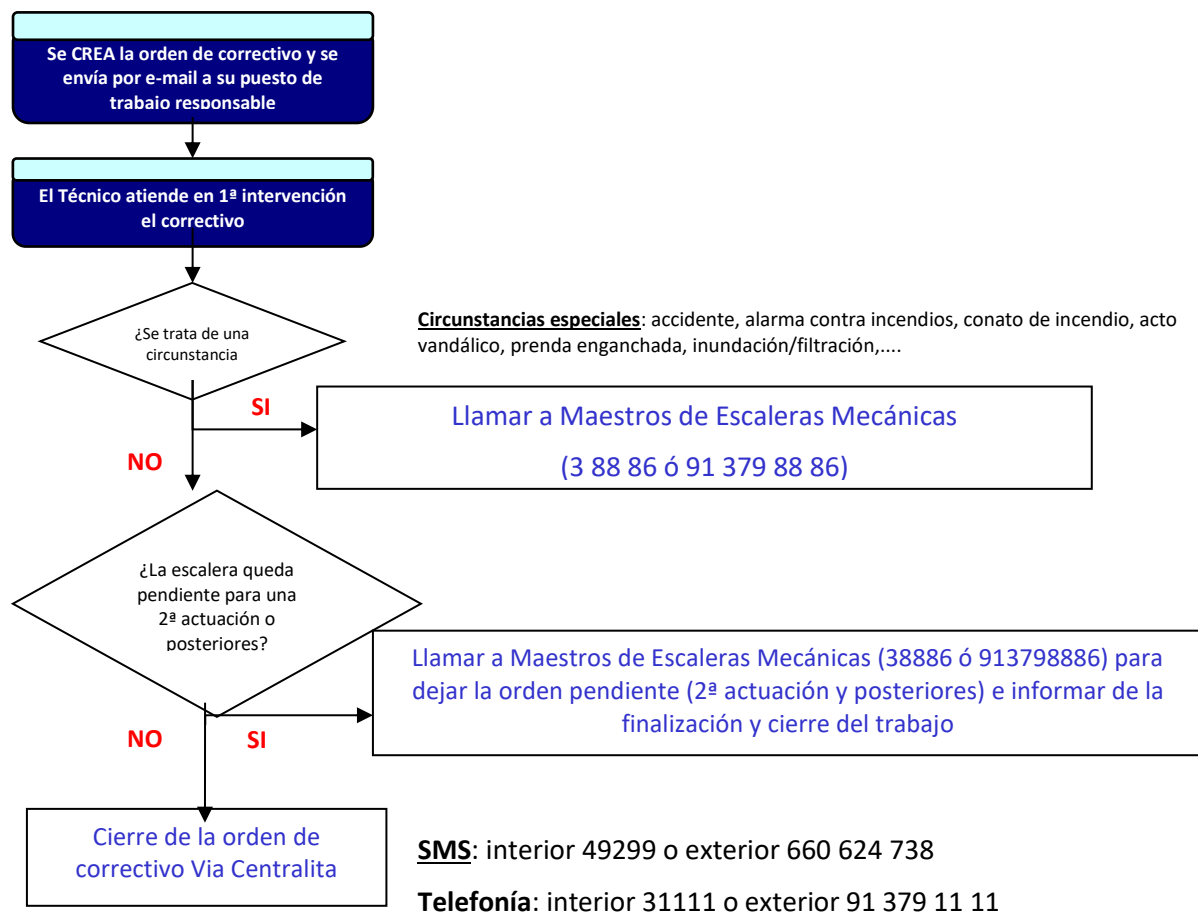 Se CREA la orden de correctivo y se
envía por e-mail a su puesto de
trabajo responsable
El Técnico atiende en 1ª intervención
el correctivo
¿Se trata de una
circunstancia
Circunstancias especiales: accidente, alarma contra incendios, conato de incendio, acto
vandálico, prenda enganchada, inundación/filtración,....
SI
Llamar a Maestros de Escaleras Mecánicas
(3 88 86 ó 91 379 88 86)
NO
¿La escalera queda
pendiente para una
2ª actuación o
posteriores?
Llamar a Maestros de Escaleras Mecánicas (38886 ó 913798886) para
dejar la orden pendiente (2ª actuación y posteriores) e informar de la
finalización y cierre del trabajo
NO
SI
Cierre de la orden de
correctivo Via Centralita
SMS: interior 49299 o exterior 660 624 738
Telefonía: interior 31111 o exterior 91 379 11 11